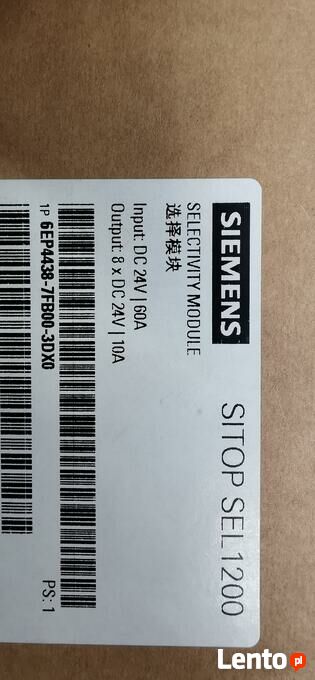 SIEMENS
SITOP SEL1200
SELECTIVITY MODULE
选择模块
Input: DC 24V | 60A
Output: 8 x DC 24V | 10A
1P 6EP4438-7FB00-3DX0
PS: 1
Lento.pl